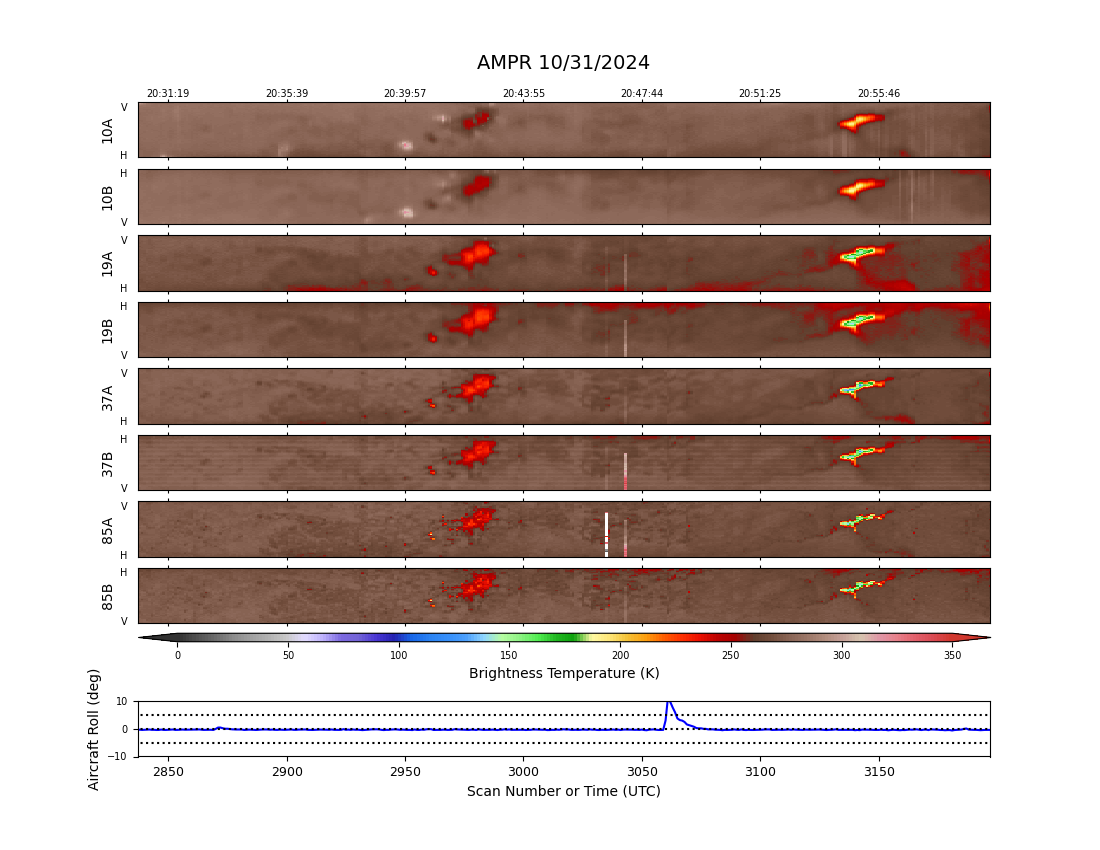 AMPR 10/31/2024
20:31:19 20:35:39 20:39:57 20:43:55 20:47:44 20:51:25 20:55:46
V
10A
H
H
10B
V
V
19A
H
H
19B
V
V
37A
H
H
37B
V
V
85A
H
H
85B
V
0 50 100 150 200 250 300 350
Brightness Temperature (K)
Aircraft Roll (deg)
10
0
−10
2850 2900 2950 3000 3050 3100 3150
Scan Number or Time (UTC)